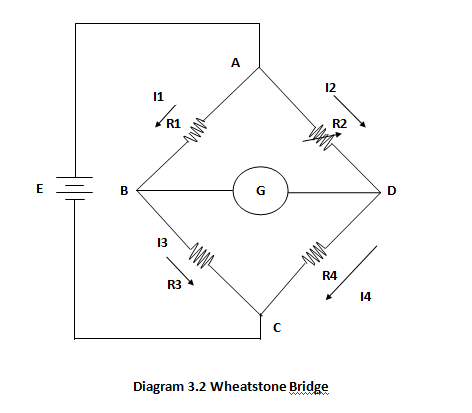 A
I1
I2
R1
R2
E
B
G
D
I3
R3
R4
I4
C
Diagram 3.2 Wheatstone Bridge